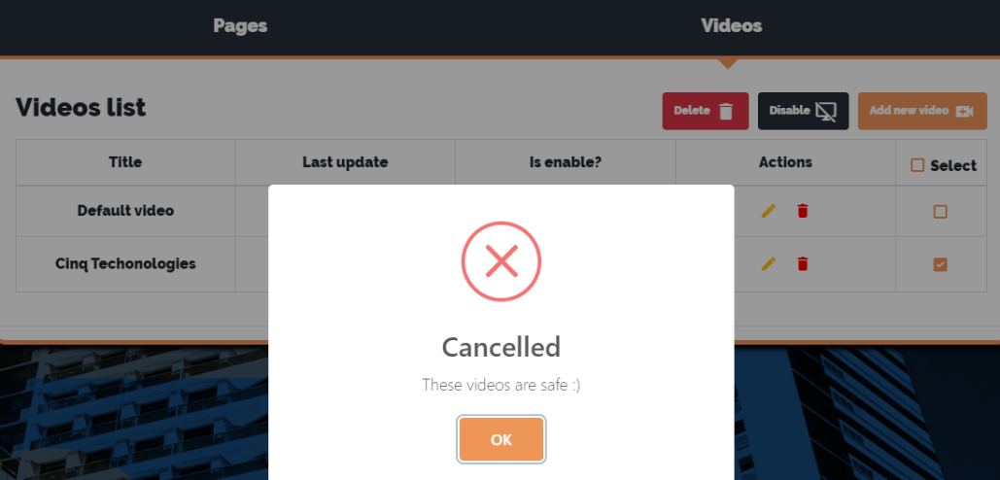 Pages
Videos
Videos list
Delete
Disable
Add new video
Title
Last update
Is enable?
Actions
Select
Default video
Cinq Techonologies
Cancelled
These videos are safe :)
OK